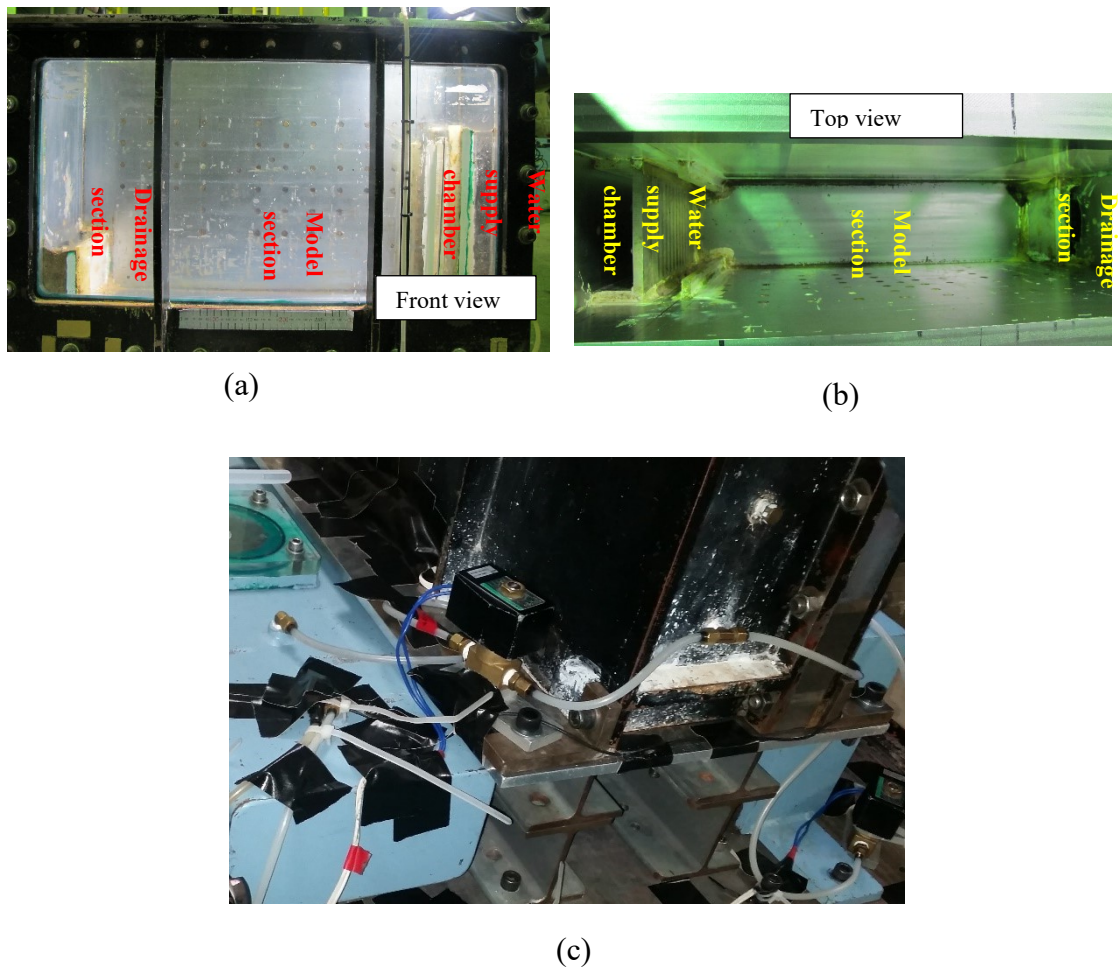 Drainage
section
Model
section
Water
supply
chamber
Front view
(a)
Top view
Water
supply
chamber
Model
section
Drainage
section
(b)
(c)